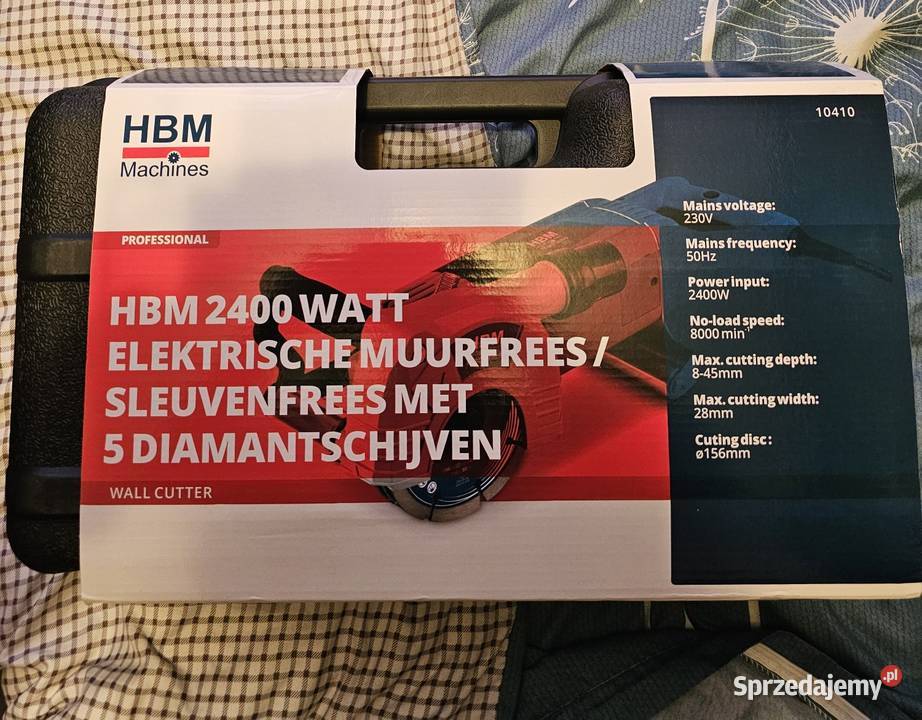 HBM
Machines
PROFESSIONAL
HBM 2400 WATT
ELEKTRISCHE MUURFREES /
SLEUVENFREES MET
5 DIAMANTSCHIJVEN
WALL CUTTER
HBM
10410
Mains voltage:
230V
Mains frequency:
50Hz
Power input:
2400W
No-load speed:
8000 min⁻¹
Max. cutting depth:
8-45mm
Max. cutting width:
28mm
Cuting disc:
ø156mm
Sprzedajemy.pl